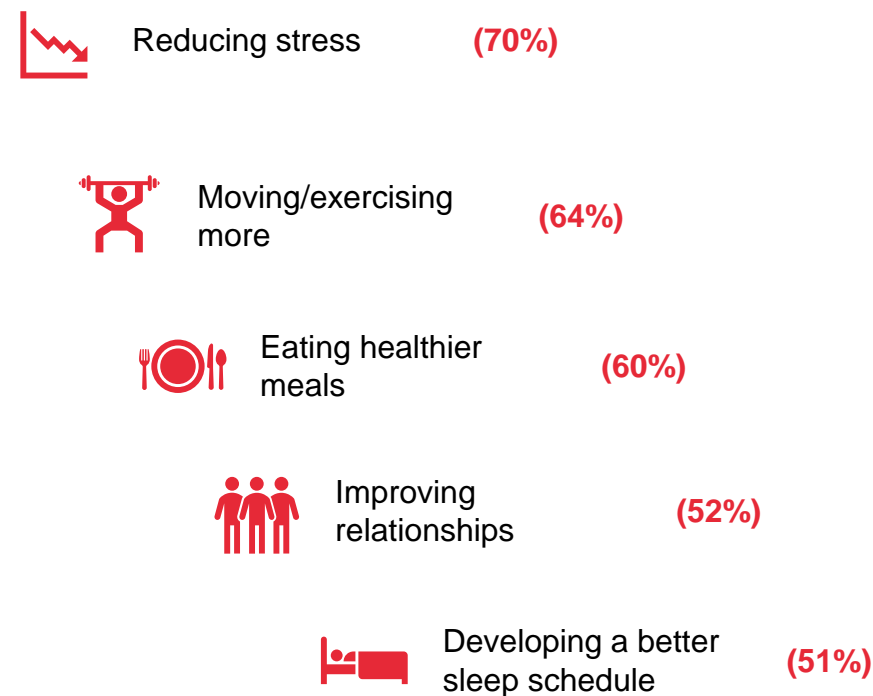 Reducing stress (70%)
Moving/exercising
more
(64%)
Eating healthier
meals
(60%)
Improving
relationships
(52%)
Developing a better
sleep schedule
(51%)